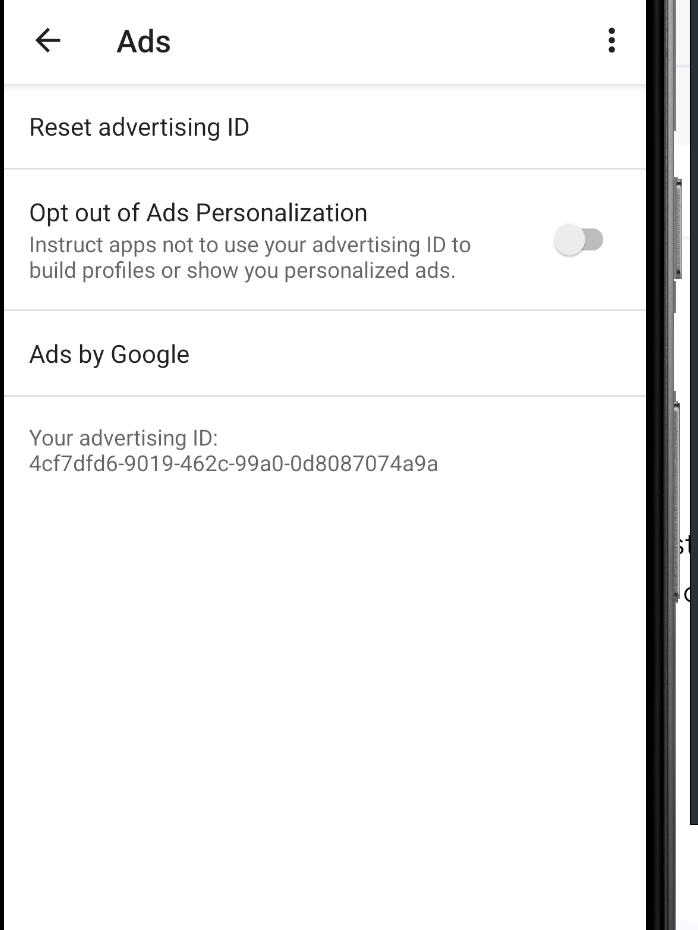 Ads
Reset advertising ID
Opt out of Ads Personalization
Instruct apps not to use your advertising ID to
build profiles or show you personalized ads.
Ads by Google
Your advertising ID:
4cf7dfd6-9019-462c-99a0-0d8087074a9a